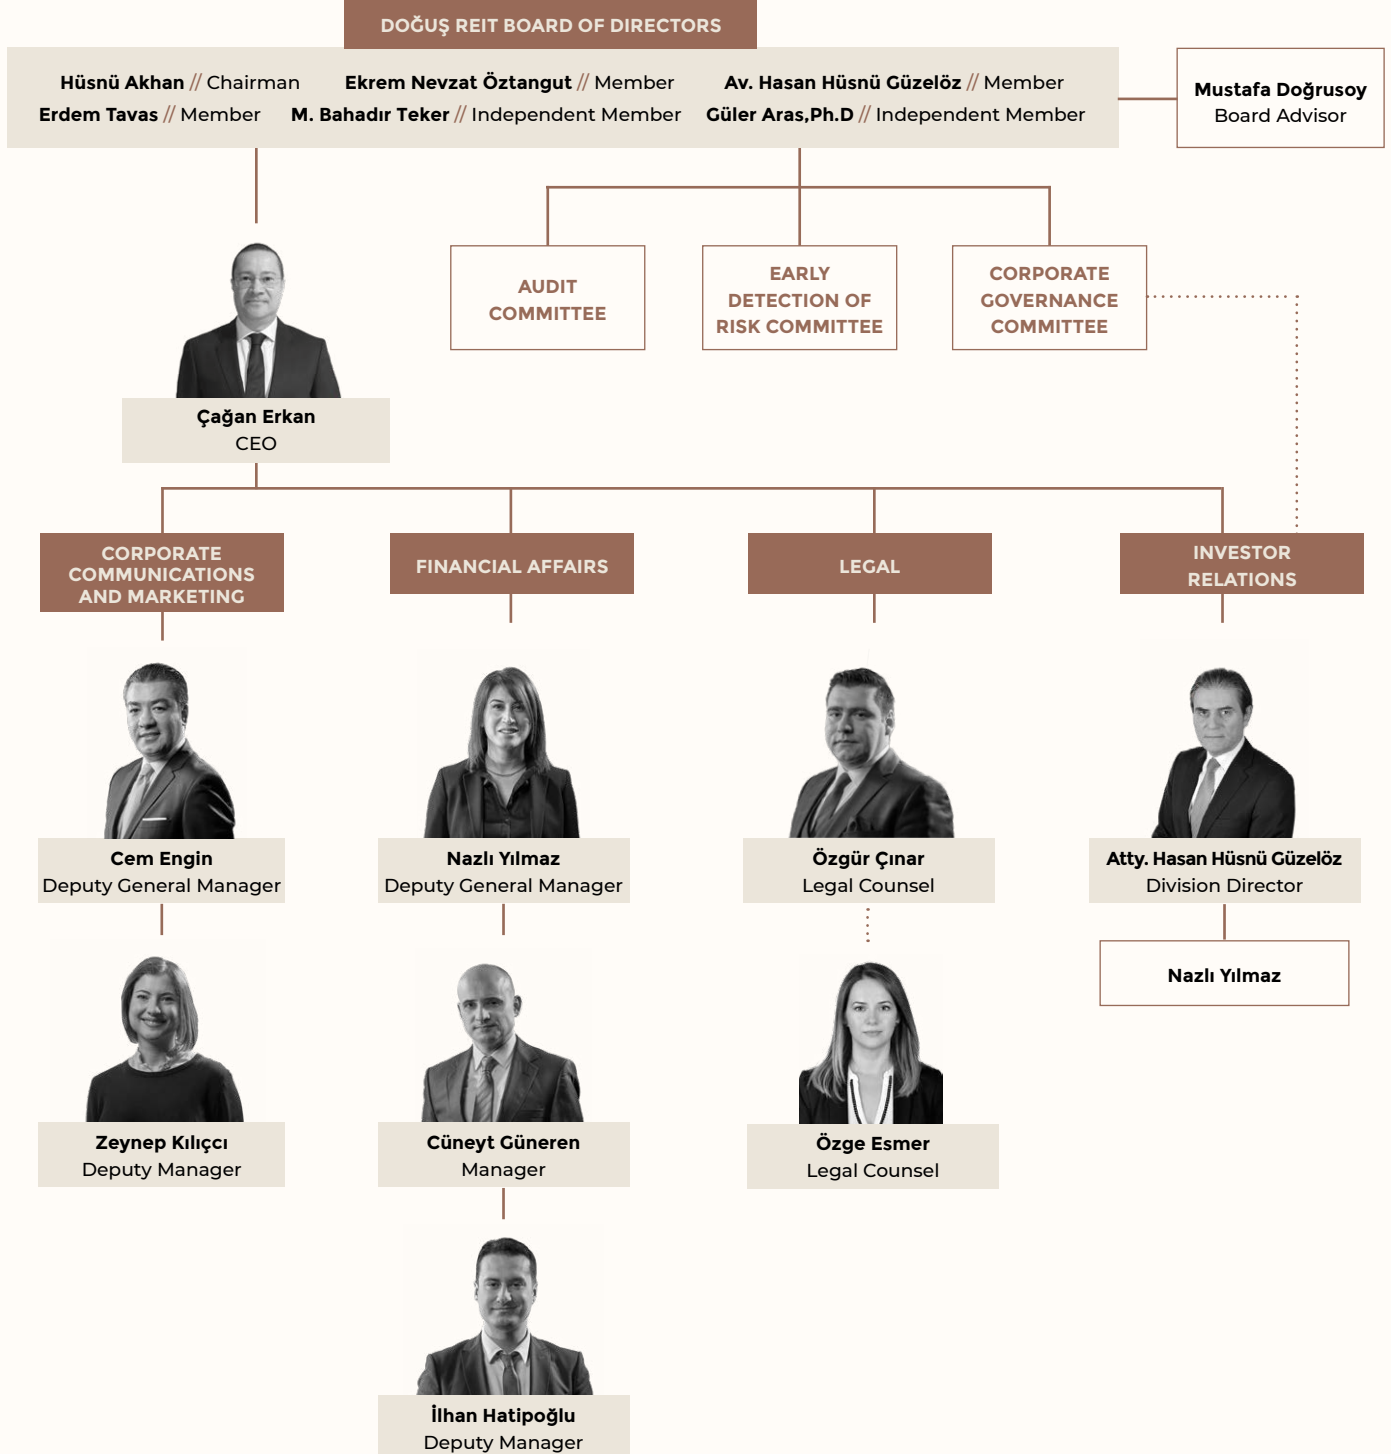 DOĞUŞ REIT BOARD OF DIRECTORS
Hüsnü Akhan // Chairman Ekrem Nevzat Öztangut // Member Av. Hasan Hüsnü Güzelöz // Member
Erdem Tavas // Member M. Bahadır Teker // Independent Member Güler Aras,Ph.D // Independent Member
Mustafa Doğrusoy
Board Advisor
AUDIT
COMMITTEE
EARLY
DETECTION OF
RISK COMMITTEE
CORPORATE
GOVERNANCE
COMMITTEE
Çağan Erkan
CEO
CORPORATE
COMMUNICATIONS
AND MARKETING
FINANCIAL AFFAIRS
LEGAL
INVESTOR
RELATIONS
Cem Engin
Deputy General Manager
Nazlı Yılmaz
Deputy General Manager
Özgür Çınar
Legal Counsel
Atty. Hasan Hüsnü Güzelöz
Division Director
Nazlı Yılmaz
Zeynep Kılıçcı
Deputy Manager
Cüneyt Güneren
Manager
Özge Esmer
Legal Counsel
İlhan Hatipoğlu
Deputy Manager